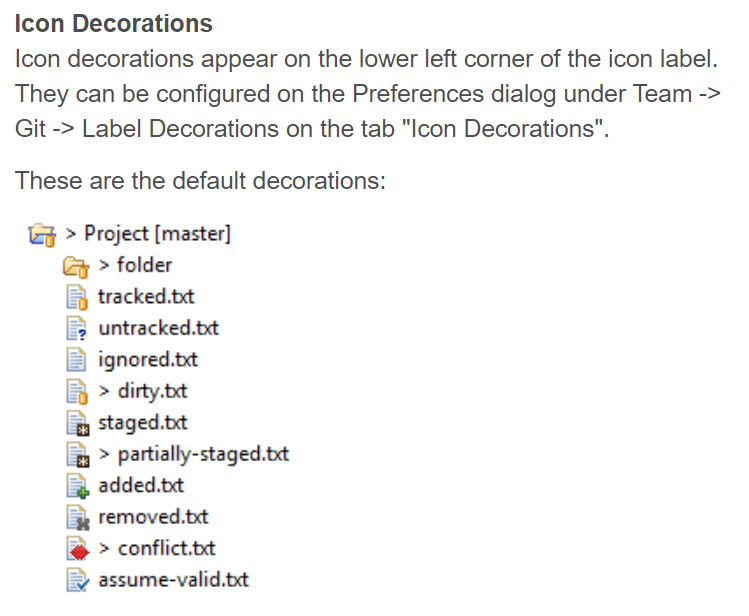 Icon Decorations
Icon decorations appear on the lower left corner of the icon label.
They can be configured on the Preferences dialog under Team ->
Git -> Label Decorations on the tab "Icon Decorations".
These are the default decorations:
> Project [master]
> folder
tracked.txt
untracked.txt
ignored.txt
> dirty.txt
staged.txt
> partially-staged.txt
added.txt
removed.txt
> conflict.txt
assume-valid.txt